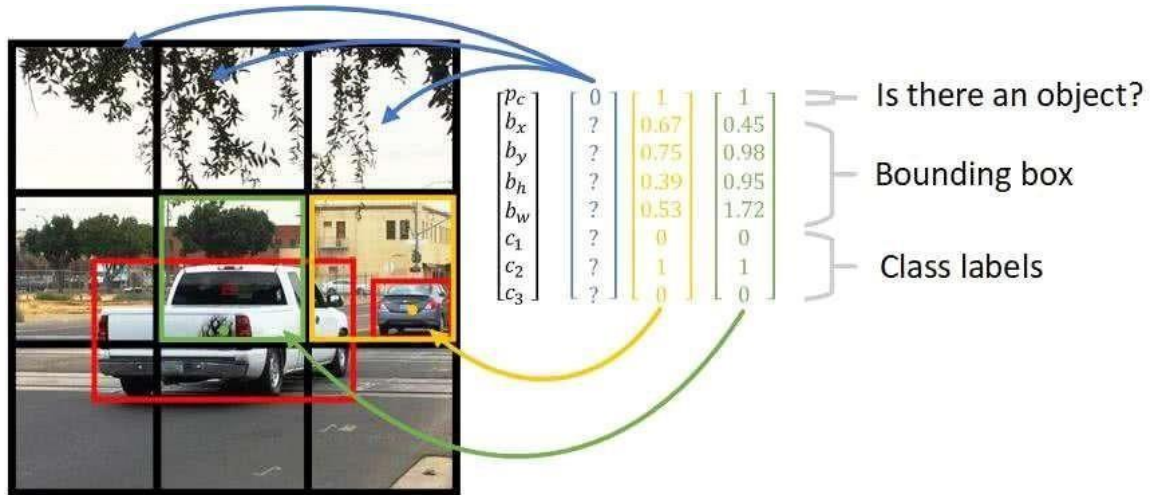 p_c 0 1 1
b_x ? 0.67 0.45
b_y ? 0.75 0.98
b_h ? 0.39 0.95
b_w ? 0.53 1.72
c_1 ? 0 0
c_2 ? 1 1
c_3 ? 0 0
Is there an object?
Bounding box
Class labels